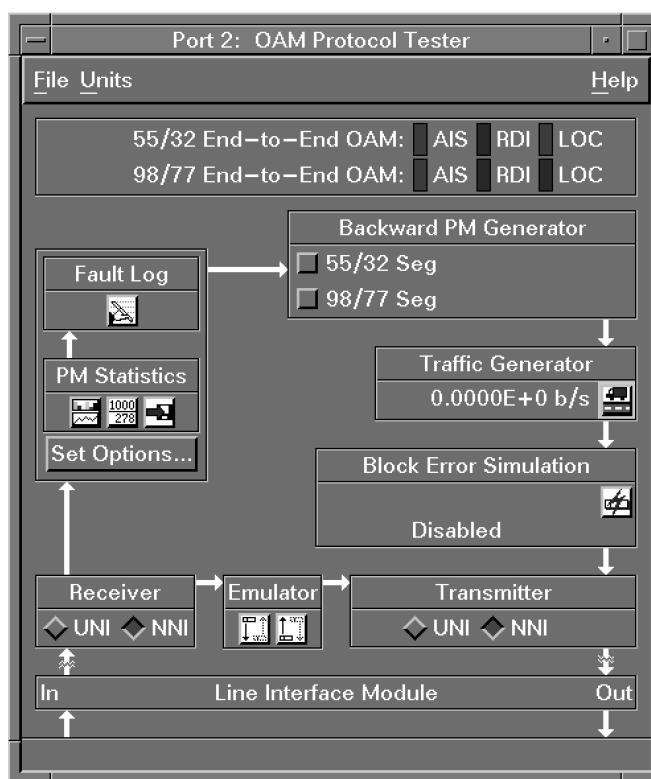 Port 2: OAM Protocol Tester
File Units Help
55/32 End-to-End OAM: AIS RDI LOC
98/77 End-to-End OAM: AIS RDI LOC
Backward PM Generator
55/32 Seg
98/77 Seg
Fault Log
PM Statistics
1000
278
Set Options...
Traffic Generator
0.0000E+0 b/s
Block Error Simulation
Disabled
Receiver
UNI NNI
Emulator
Transmitter
UNI NNI
In Line Interface Module Out